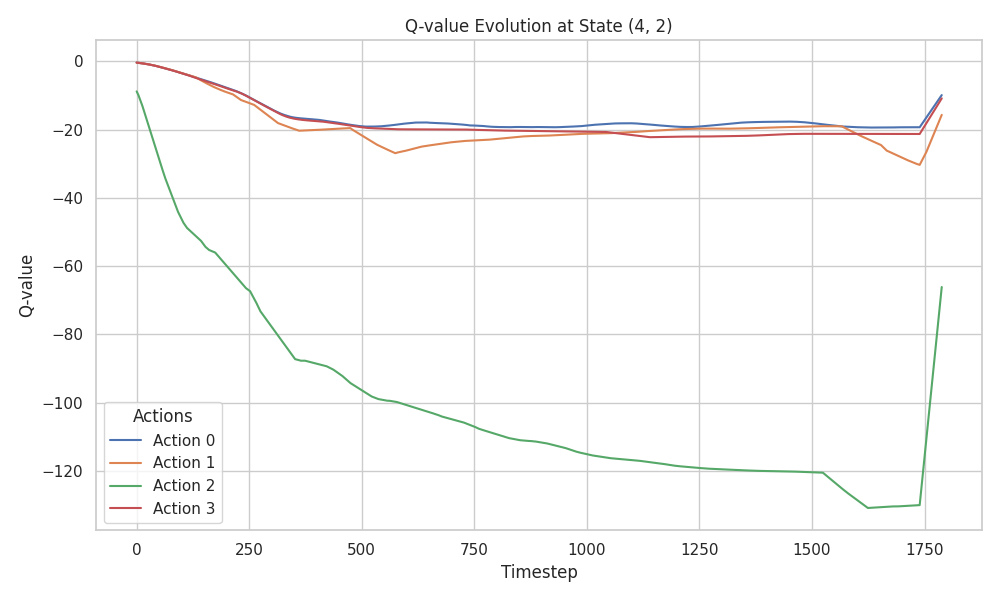 Q-value Evolution at State (4, 2)
Q-value
0
−20
−40
−60
−80
−100
−120
Actions
Action 0
Action 1
Action 2
Action 3
0 250 500 750 1000 1250 1500 1750
Timestep